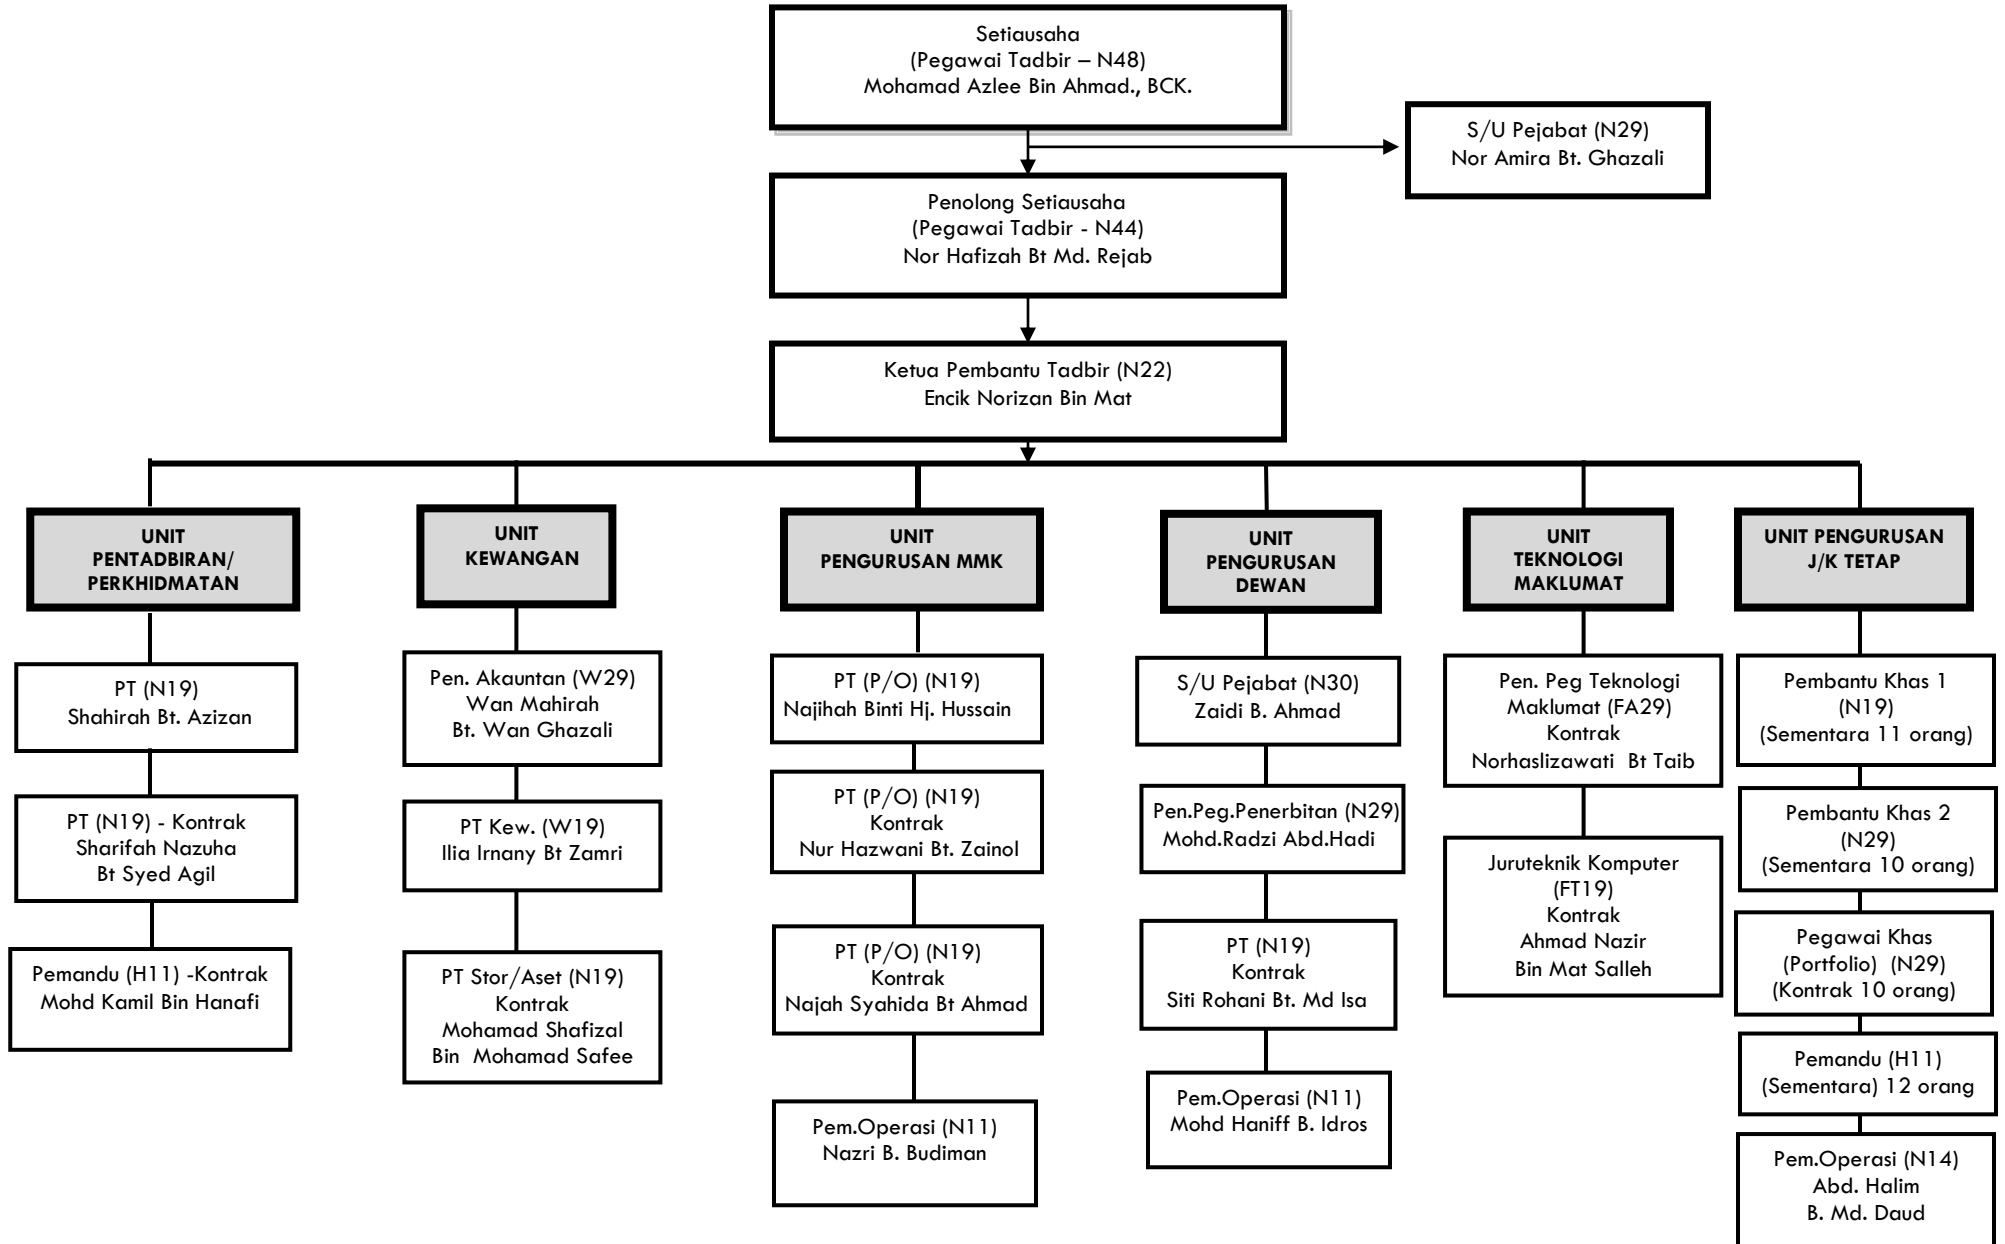 Setiausaha
(Pegawai Tadbir – N48)
Mohamad Azlee Bin Ahmad., BCK.
S/U Pejabat (N29)
Nor Amira Bt. Ghazali
Penolong Setiausaha
(Pegawai Tadbir - N44)
Nor Hafizah Bt Md. Rejab
Ketua Pembantu Tadbir (N22)
Encik Norizan Bin Mat
UNIT
PENTADBIRAN/
PERKHIDMATAN
PT (N19)
Shahirah Bt. Azizan
PT (N19) - Kontrak
Sharifah Nazuha
Bt Syed Agil
Pemandu (H11) -Kontrak
Mohd Kamil Bin Hanafi
UNIT
KEWANGAN
Pen. Akauntan (W29)
Wan Mahirah
Bt. Wan Ghazali
PT Kew. (W19)
Ilia Irnany Bt Zamri
PT Stor/Aset (N19)
Kontrak
Mohamad Shafizal
Bin  Mohamad Safee
UNIT
PENGURUSAN MMK
PT (P/O) (N19)
Najihah Binti Hj. Hussain
PT (P/O) (N19)
Kontrak
Nur Hazwani Bt. Zainol
PT (P/O) (N19)
Kontrak
Najah Syahida Bt Ahmad
Pem.Operasi (N11)
Nazri B. Budiman
UNIT
PENGURUSAN
DEWAN
S/U Pejabat (N30)
Zaidi B. Ahmad
Pen.Peg.Penerbitan (N29)
Mohd.Radzi Abd.Hadi
PT (N19)
Kontrak
Siti Rohani Bt. Md Isa
Pem.Operasi (N11)
Mohd Haniff B. Idros
UNIT
TEKNOLOGI
MAKLUMAT
Pen. Peg Teknologi
Maklumat (FA29)
Kontrak
Norhaslizawati  Bt Taib
Juruteknik Komputer
(FT19)
Kontrak
Ahmad Nazir
Bin Mat Salleh
UNIT PENGURUSAN
J/K TETAP
Pembantu Khas 1
(N19)
(Sementara 11 orang)
Pembantu Khas 2
(N29)
(Sementara 10 orang)
Pegawai Khas
(Portfolio)  (N29)
(Kontrak 10 orang)
Pemandu (H11)
(Sementara) 12 orang
Pem.Operasi (N14)
Abd. Halim
B. Md. Daud